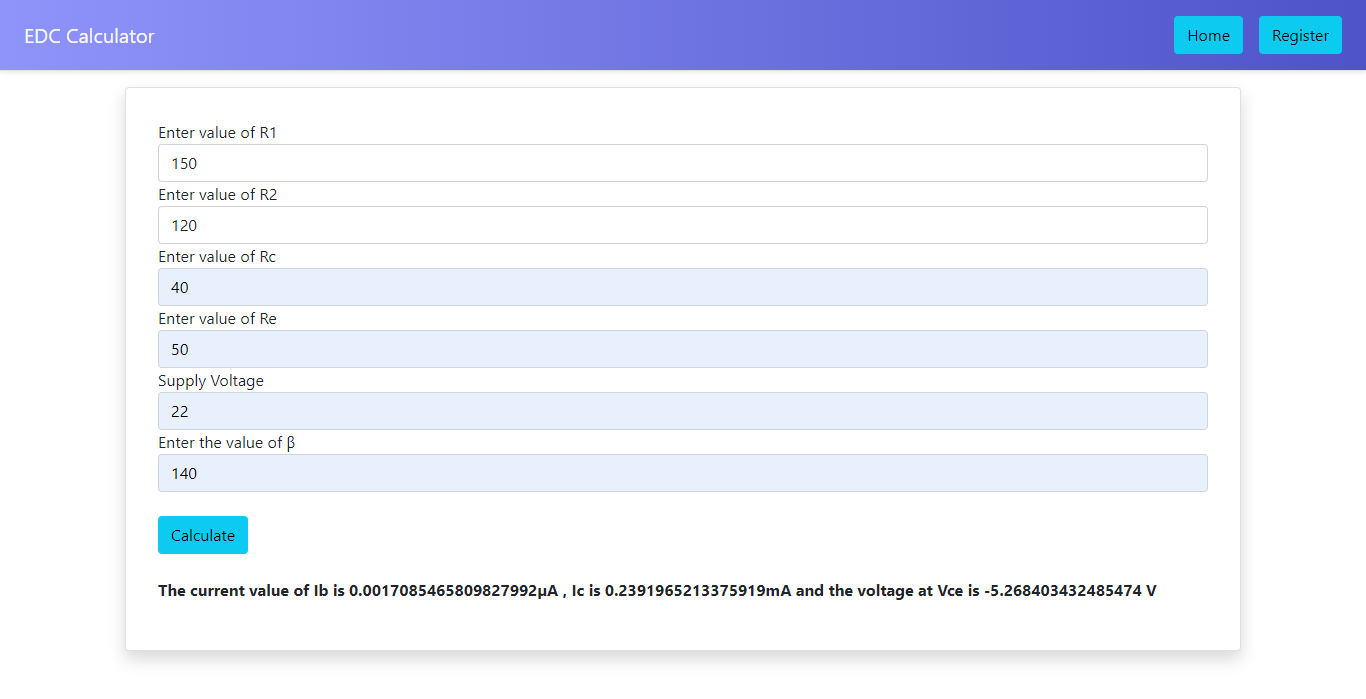 EDC Calculator
Home
Register
Enter value of R1
150
Enter value of R2
120
Enter value of Rc
40
Enter value of Re
50
Supply Voltage
22
Enter the value of β
140
Calculate
The current value of Ib is 0.0017085465809827992μA , Ic is 0.2391965213375919mA and the voltage at Vce is -5.268403432485474 V